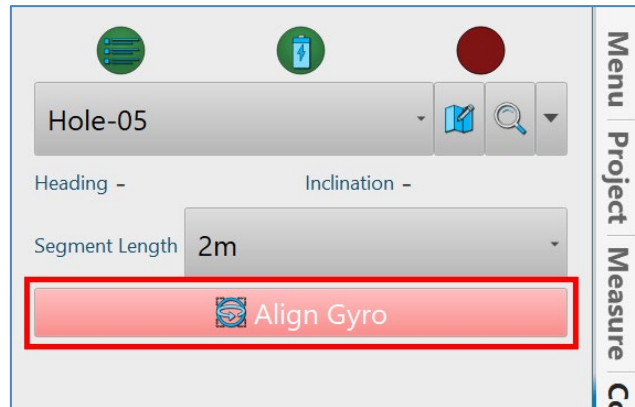 Hole-05
Heading -
Inclination -
Segment Length 2m
Align Gyro
Menu
Project
Measure